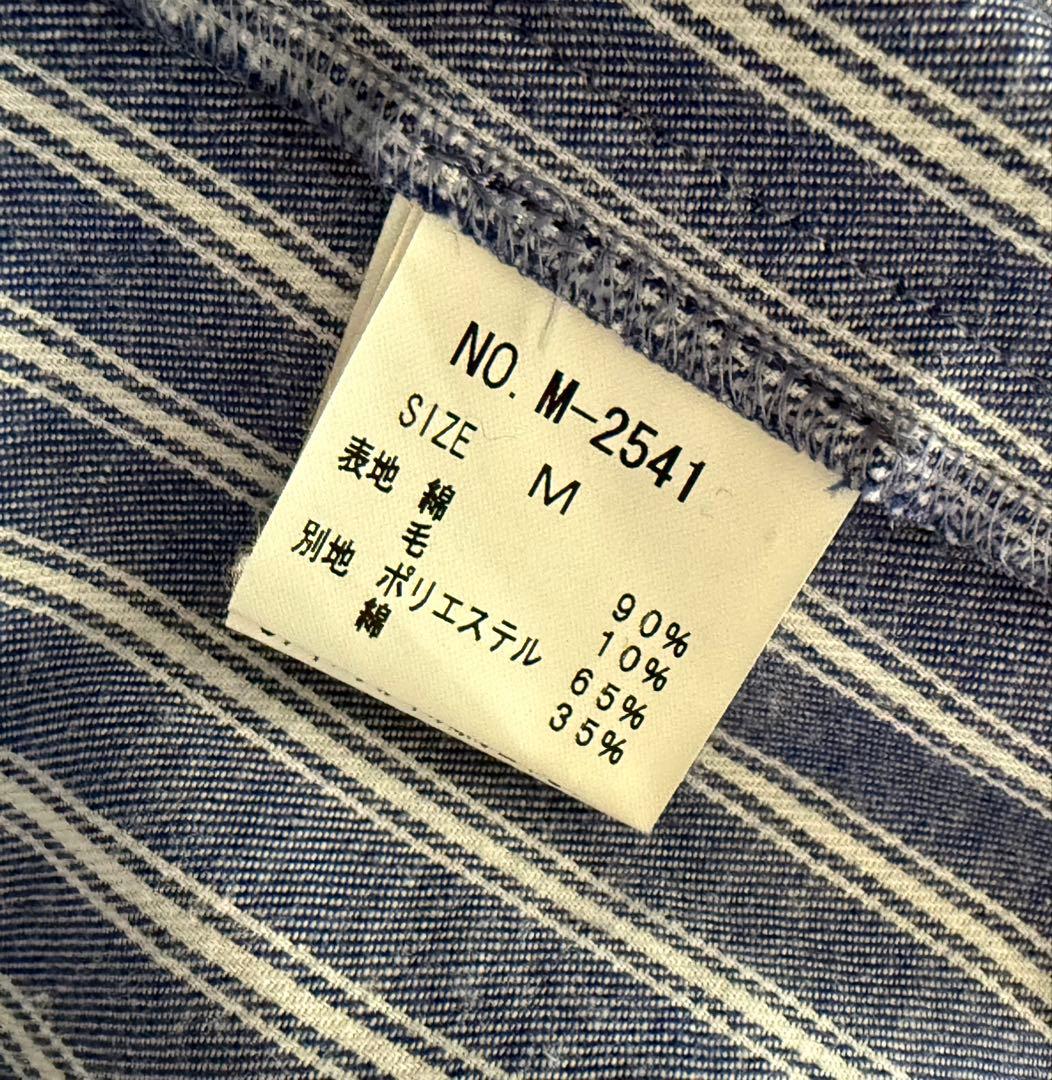 NO. M-2541
SIZE M
表地 綿 90%
毛 10%
別地 ポリエステル 65%
綿 35%